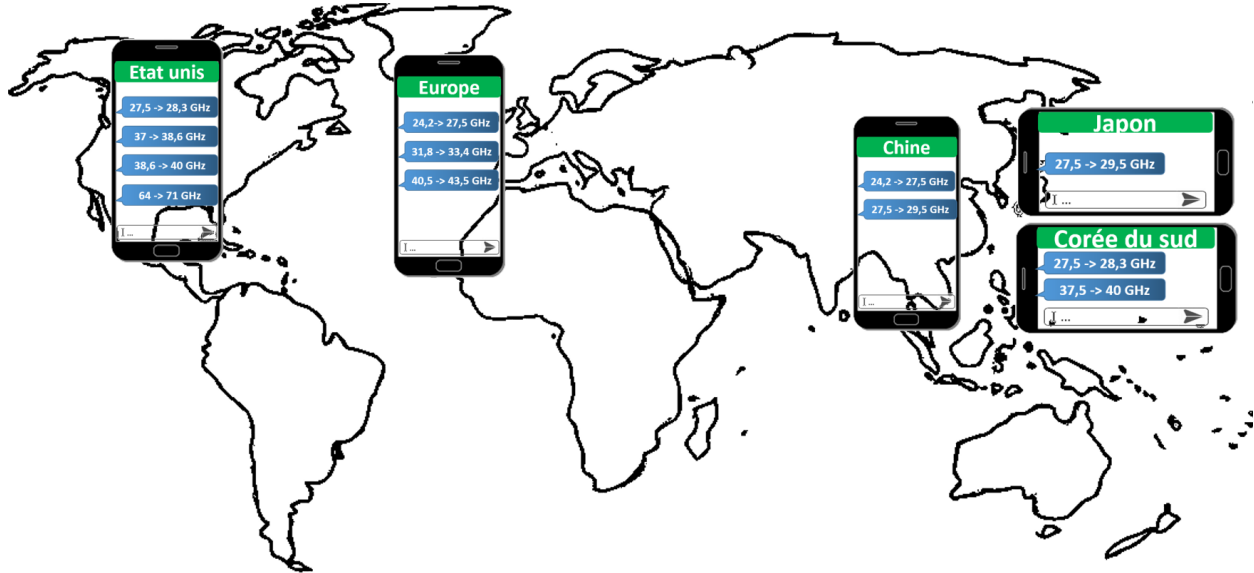 Etat unis
27,5 -> 28,3 GHz
37 -> 38,6 GHz
38,6 -> 40 GHz
64 -> 71 GHz
I ...
Europe
24,2-> 27,5 GHz
31,8 -> 33,4 GHz
40,5 -> 43,5 GHz
I ...
Chine
24,2 -> 27,5 GHz
27,5 -> 29,5 GHz
I ...
Japon
27,5 -> 29,5 GHz
I ...
Corée du sud
27,5 -> 28,3 GHz
37,5 -> 40 GHz
I ...